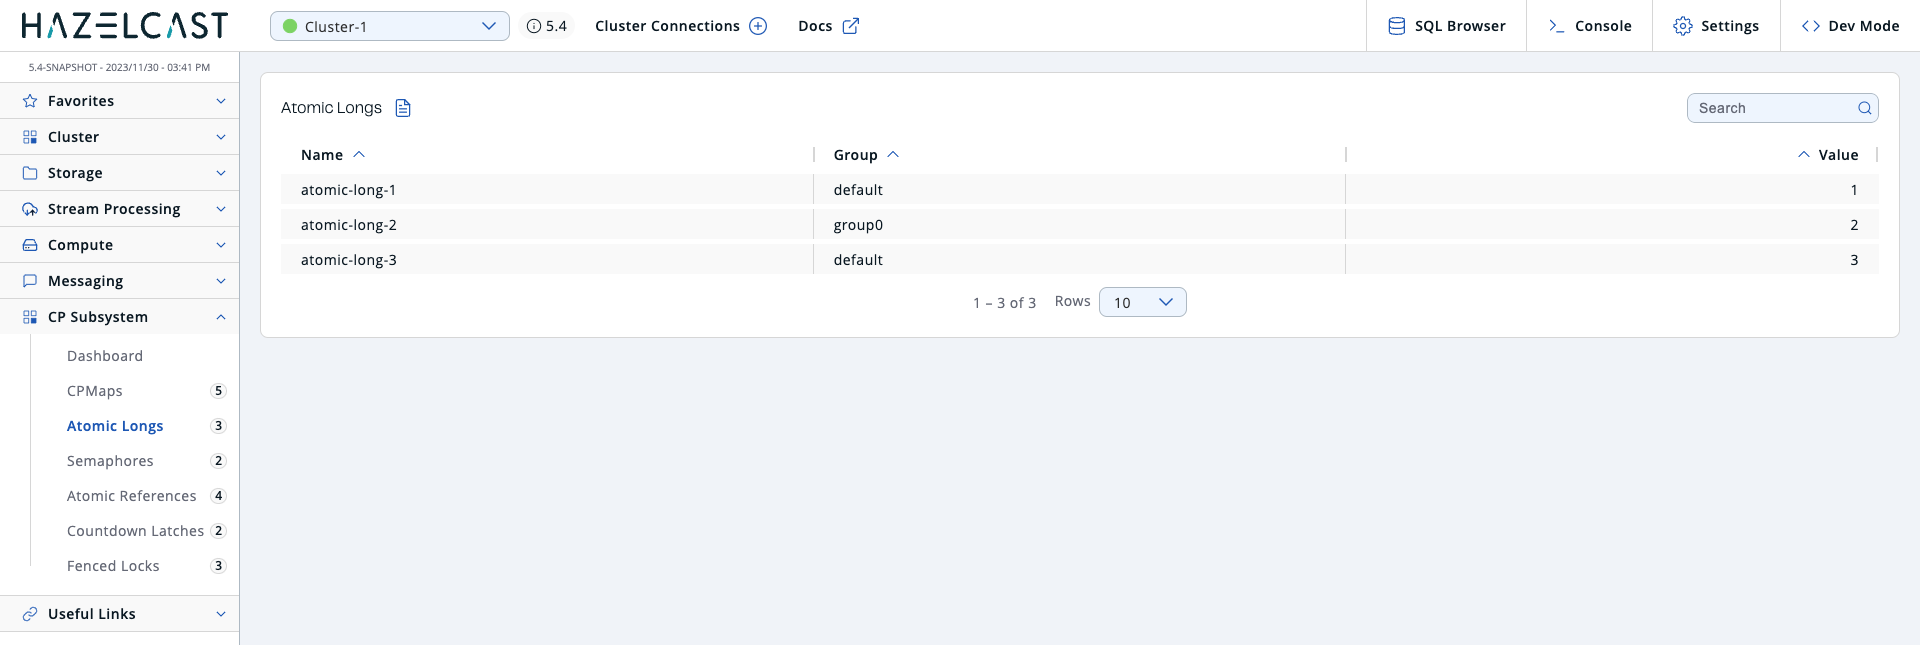 HAZELCAST
Cluster-1
5.4
Cluster Connections
Docs
SQL Browser
Console
Settings
Dev Mode
5.4-SNAPSHOT - 2023/11/30 - 03:41 PM
Favorites
Cluster
Storage
Stream Processing
Compute
Messaging
CP Subsystem
Dashboard
CPMaps 5
Atomic Longs 3
Semaphores 2
Atomic References 4
Countdown Latches 2
Fenced Locks 3
Useful Links
Atomic Longs
Search
Name Group Value
atomic-long-1 default 1
atomic-long-2 group0 2
atomic-long-3 default 3
1 – 3 of 3 Rows 10